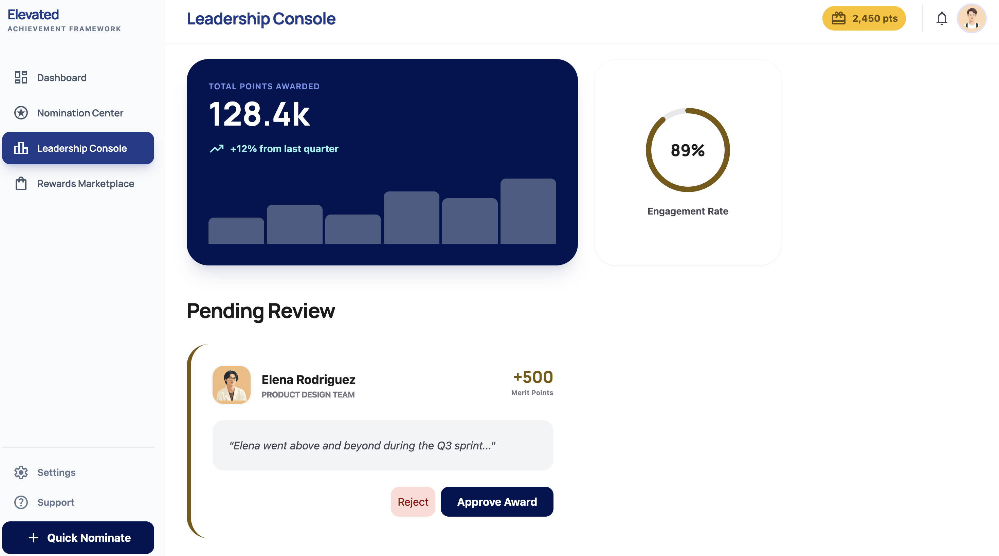 Elevated
ACHIEVEMENT FRAMEWORK
Dashboard
Nomination Center
Leadership Console
Rewards Marketplace
Settings
Support
Quick Nominate
Leadership Console
2,450 pts
TOTAL POINTS AWARDED
128.4k
+12% from last quarter
89%
Engagement Rate
Pending Review
Elena Rodriguez
PRODUCT DESIGN TEAM
+500
Merit Points
"Elena went above and beyond during the Q3 sprint..."
Reject
Approve Award